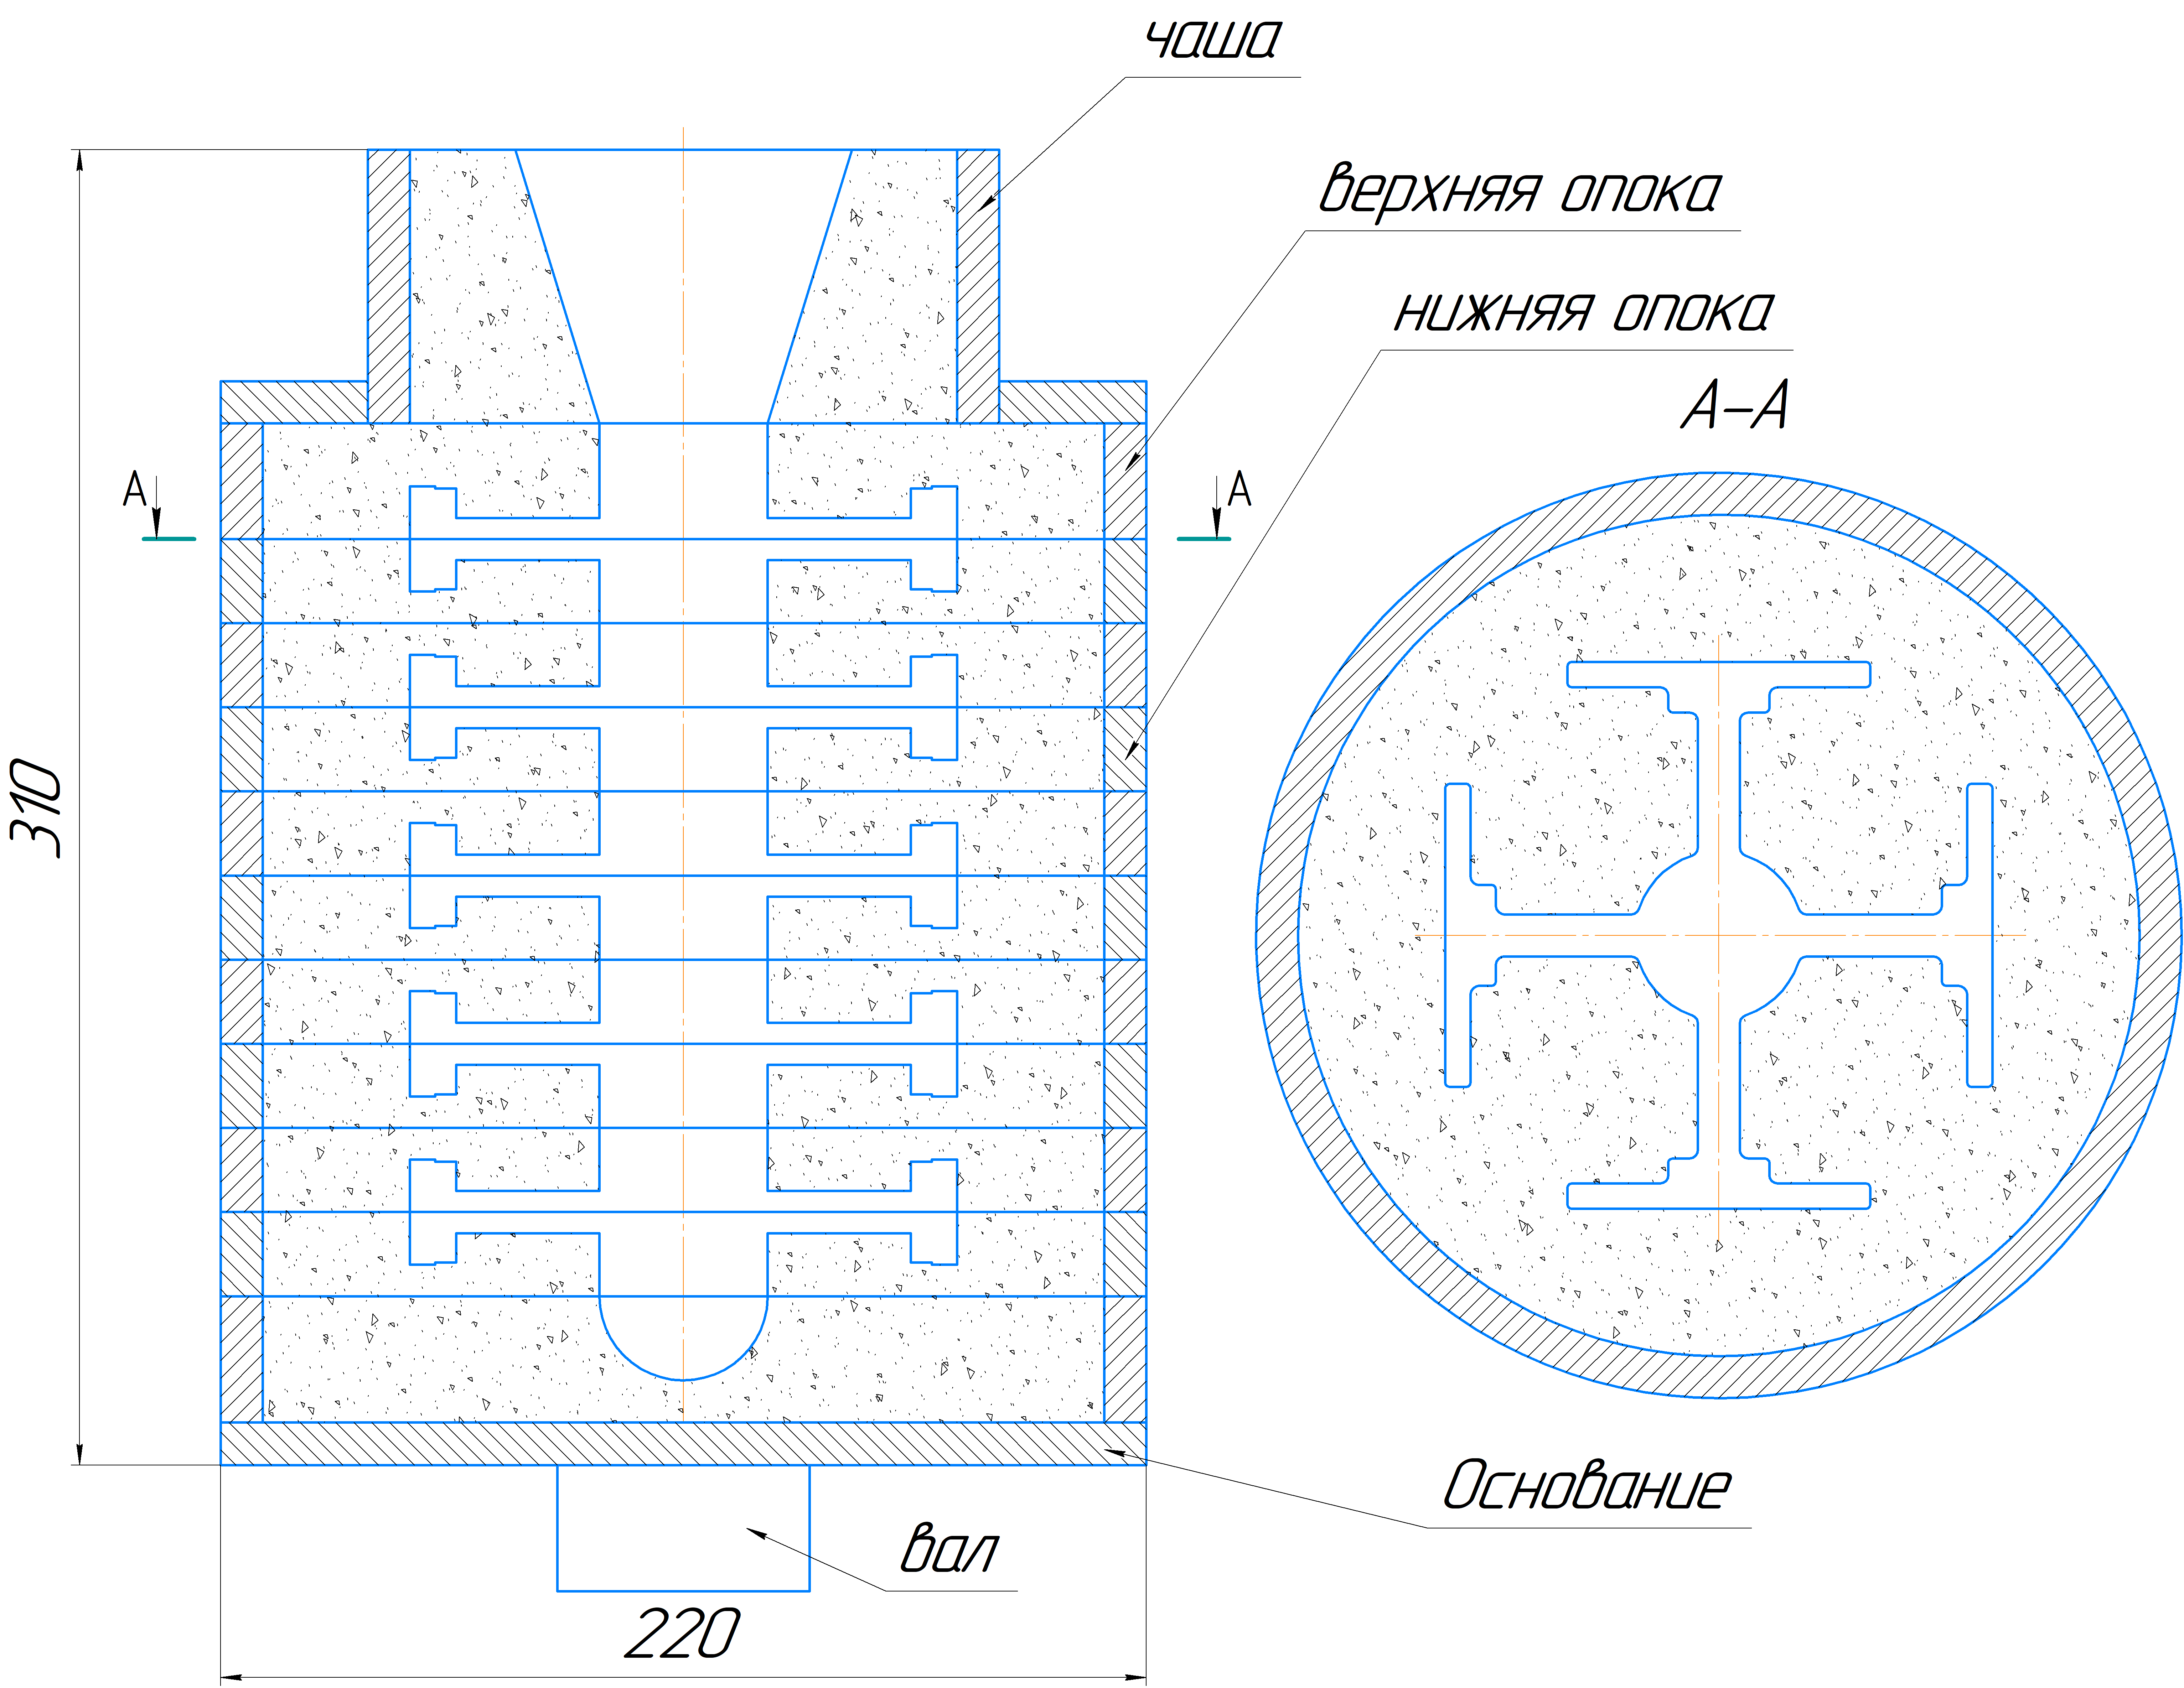 чаша
верхняя опока
нижняя опока
А-А
А
А
310
Основание
вал
220